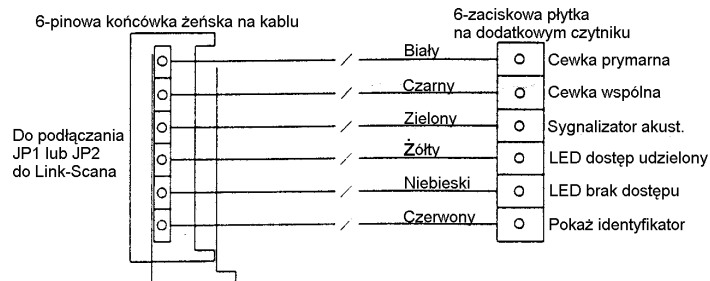 6-pinowa końcówka żeńska na kablu
6-zaciskowa płytka
na dodatkowym czytniku
Biały
Cewka prymarna
Czarny
Cewka wspólna
Do podłączania
JP1 lub JP2
do Link-Scana
Zielony
Sygnalizator akust.
Żółty
LED dostęp udzielony
Niebieski
LED brak dostępu
Czerwony
Pokaż identyfikator